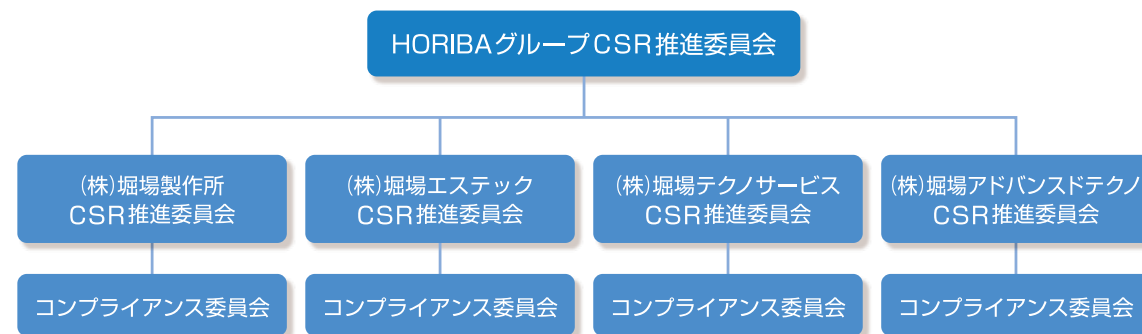 HORIBAグループCSR推進委員会
(株)堀場製作所
CSR推進委員会
(株)堀場エステック
CSR推進委員会
(株)堀場テクノサービス
CSR推進委員会
(株)堀場アドバンスドテクノ
CSR推進委員会
コンプライアンス委員会
コンプライアンス委員会
コンプライアンス委員会
コンプライアンス委員会